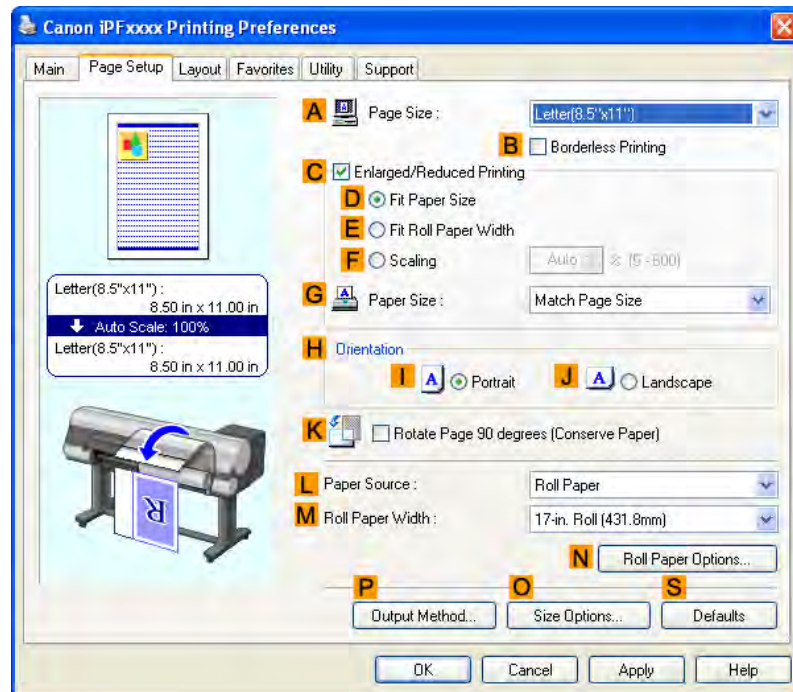 Canon iPFxxxx Printing Preferences
Main Page Setup Layout Favorites Utility Support
A Page Size : Letter(8.5"x11")
B Borderless Printing
C Enlarged/Reduced Printing
D Fit Paper Size
E Fit Roll Paper Width
F Scaling Auto % (5 - 600)
Letter(8.5"x11") :
8.50 in x 11.00 in
Auto Scale: 100%
Letter(8.5"x11") :
8.50 in x 11.00 in
G A Paper Size : Match Page Size
H Orientation
I A Portrait J A Landscape
K Rotate Page 90 degrees (Conserve Paper)
R
L Paper Source : Roll Paper
M Roll Paper Width : 17-in. Roll (431.8mm)
N Roll Paper Options...
P O S
Output Method... Size Options... Defaults
OK Cancel Apply Help